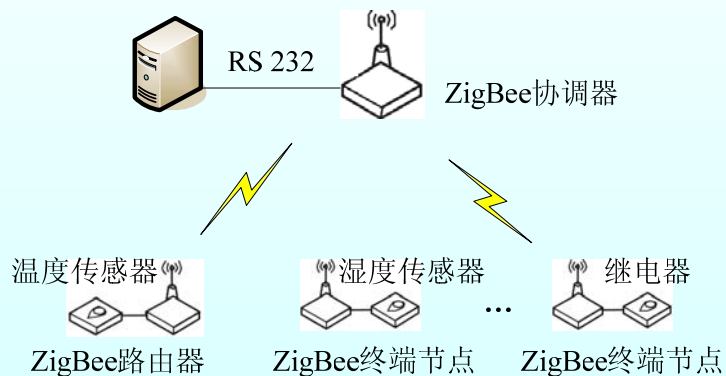 RS 232
ZigBee协调器
温度传感器
湿度传感器
继电器
...
ZigBee路由器
ZigBee终端节点
ZigBee终端节点